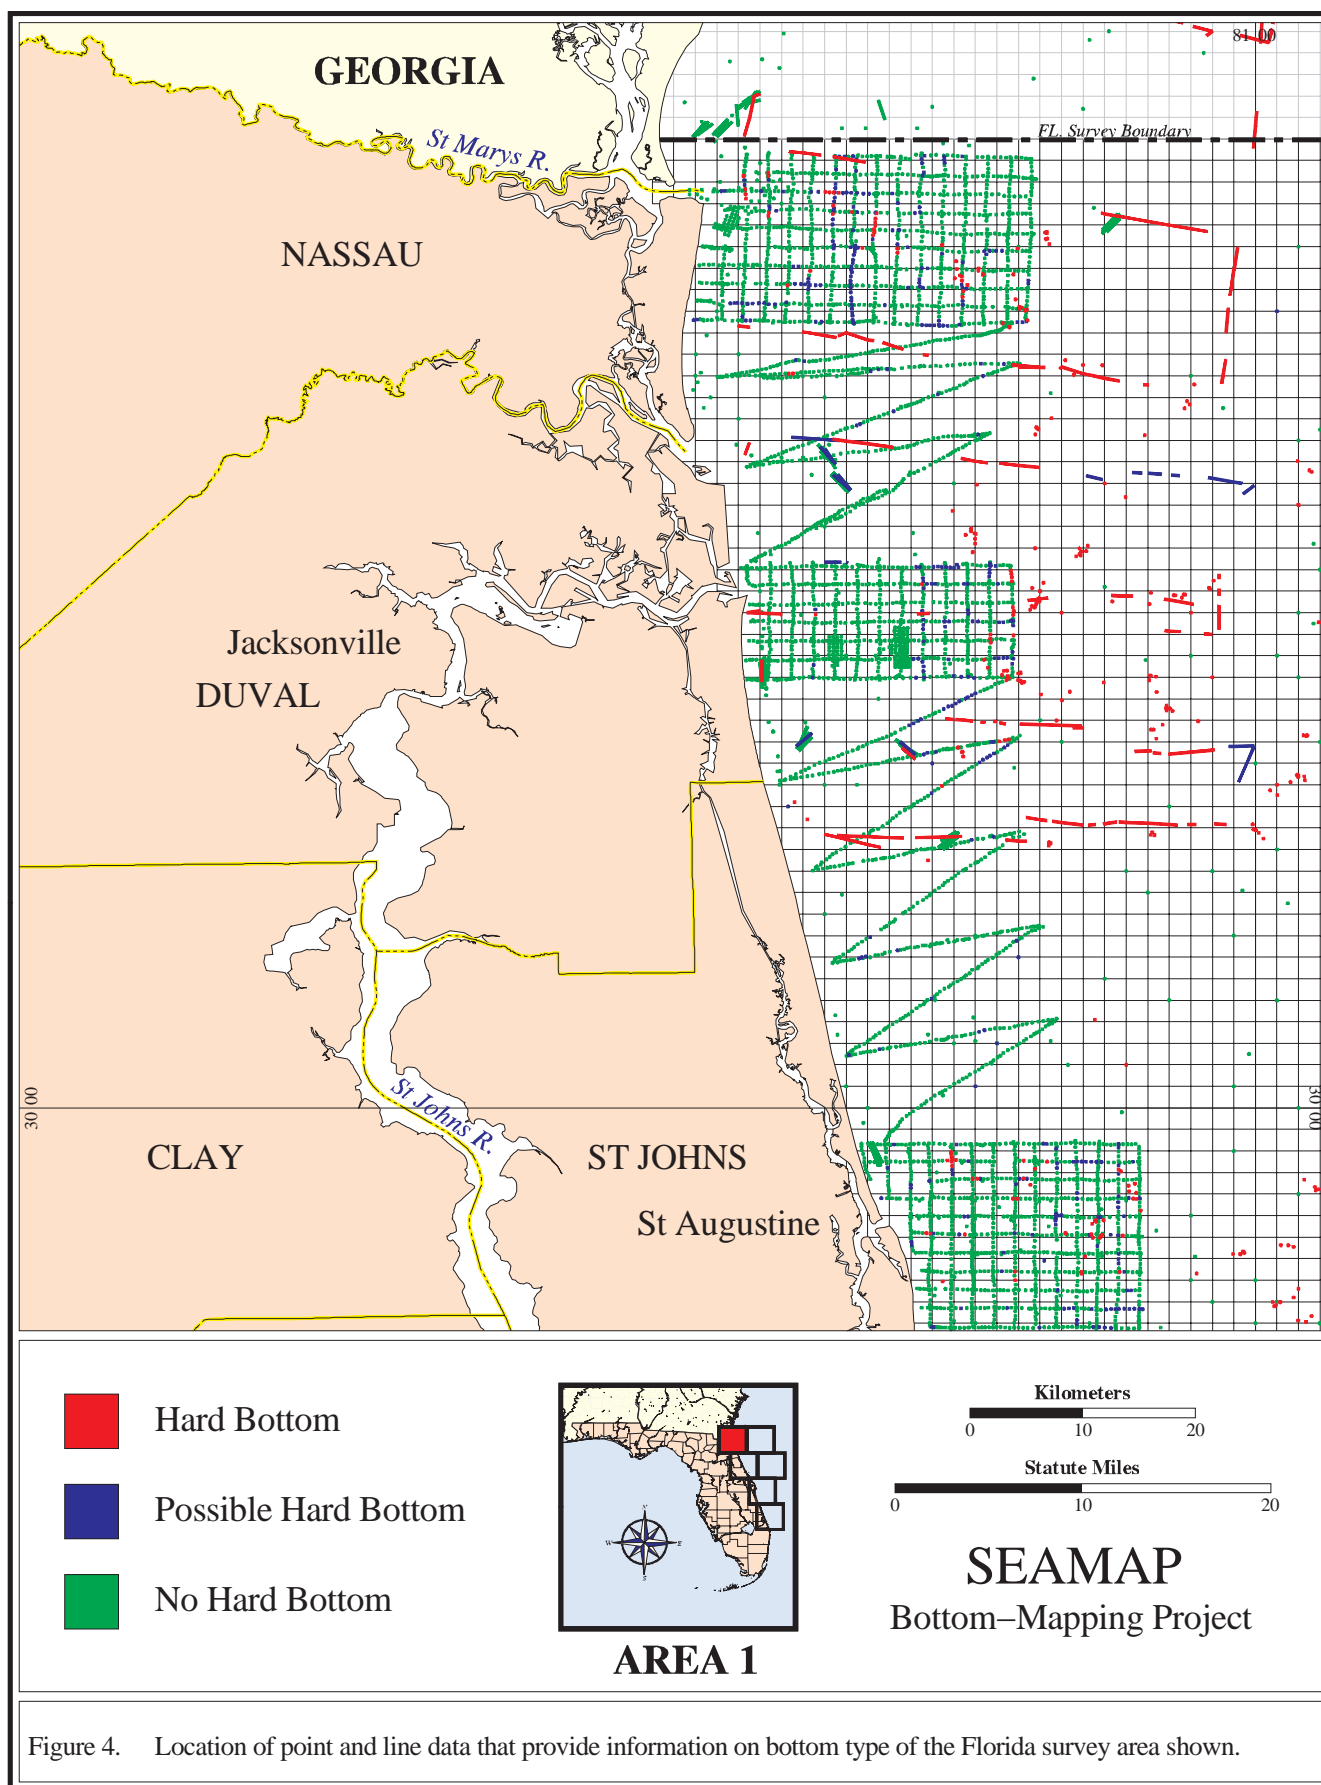 GEORGIA
81 00
FL. Survey Boundary
St Marys R.
NASSAU
Jacksonville
DUVAL
30 00
30 00
St Johns R.
CLAY
ST JOHNS
St Augustine
Hard Bottom
Possible Hard Bottom
No Hard Bottom
N
W
E
S
AREA 1
Kilometers
0 10 20
Statute Miles
0 10 20
SEAMAP
Bottom–Mapping Project
Figure 4. Location of point and line data that provide information on bottom type of the Florida survey area shown.